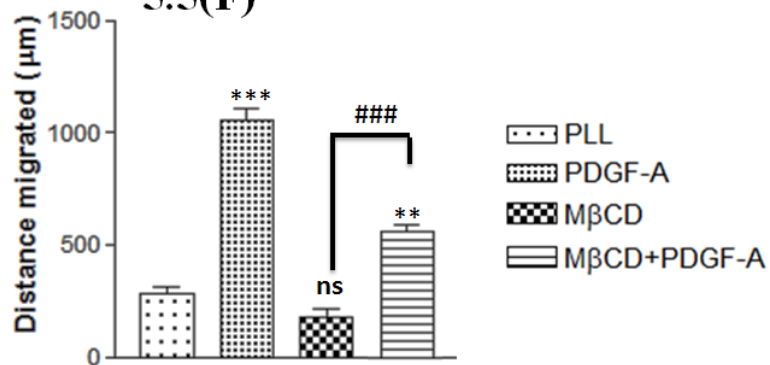 Distance migrated (µm)
1500
1000
500
0
***
###
**
ns
PLL
PDGF-A
MβCD
MβCD+PDGF-A